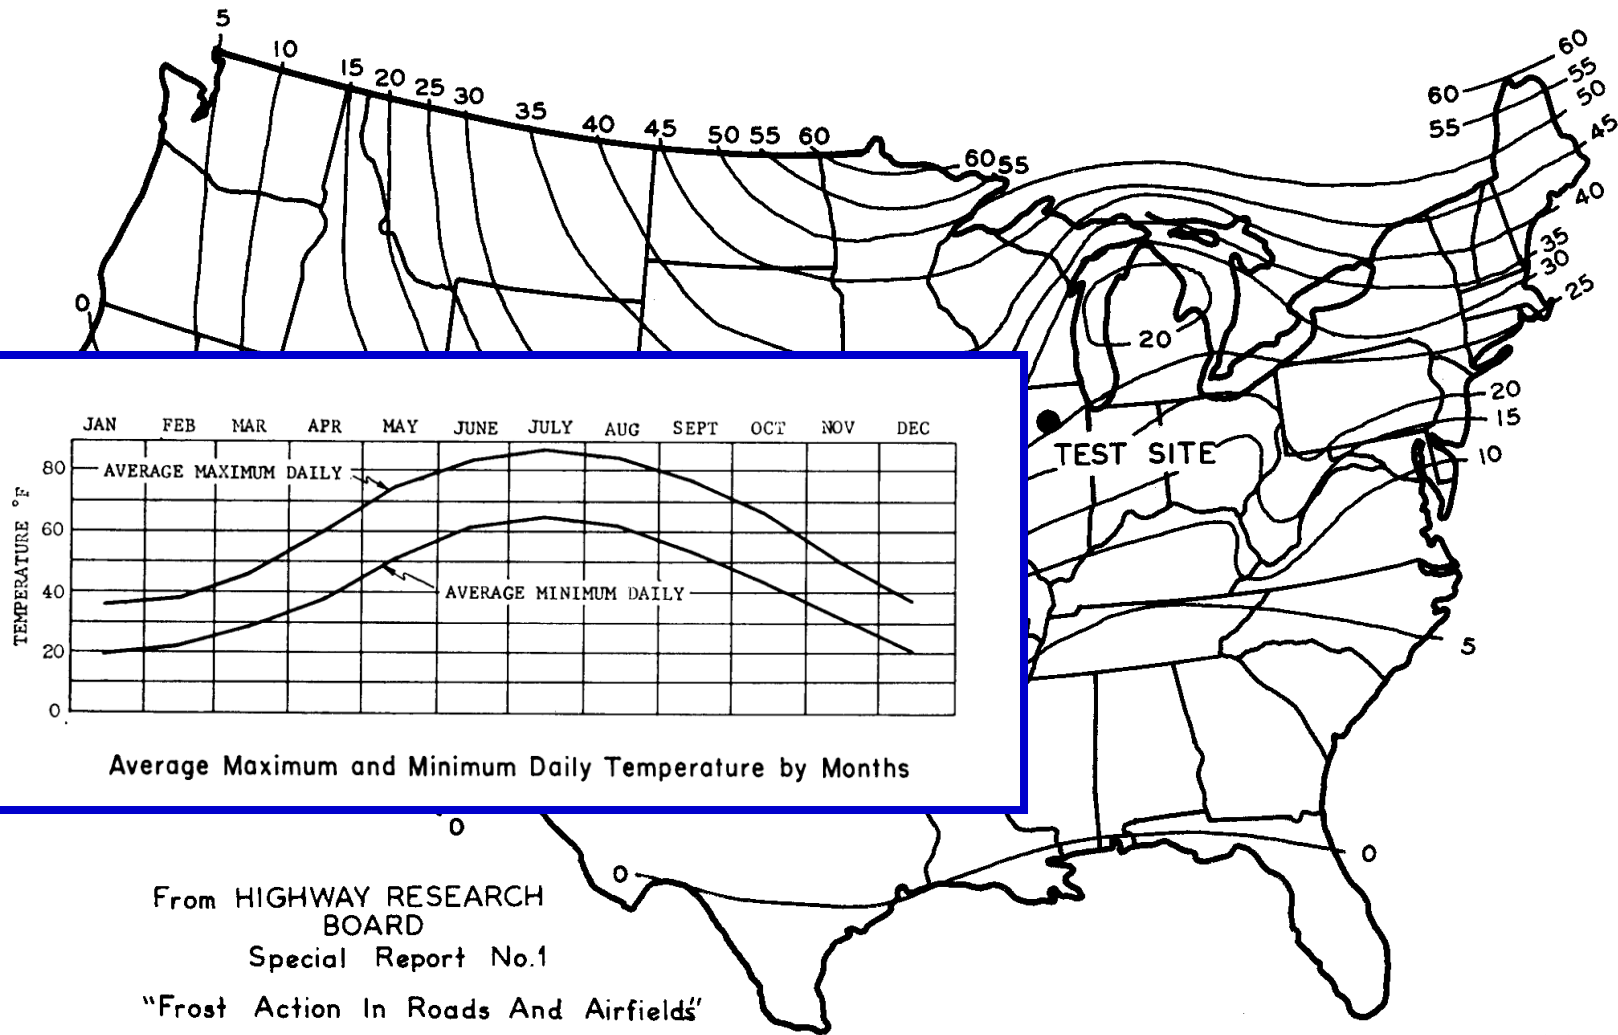 5
10
15 20 25 30
35 40 45 50 55 60
60 55
60
55
50
45
60
55
40
35
30
25
0
20
20
15
10
TEST SITE
5
JAN FEB MAR APR MAY JUNE JULY AUG SEPT OCT NOV DEC
80
60
40
20
0
TEMPERATURE °F
AVERAGE MAXIMUM DAILY
AVERAGE MINIMUM DAILY
Average Maximum and Minimum Daily Temperature by Months
0
0
0
From HIGHWAY RESEARCH
BOARD
Special Report No.1
"Frost Action In Roads And Airfields"